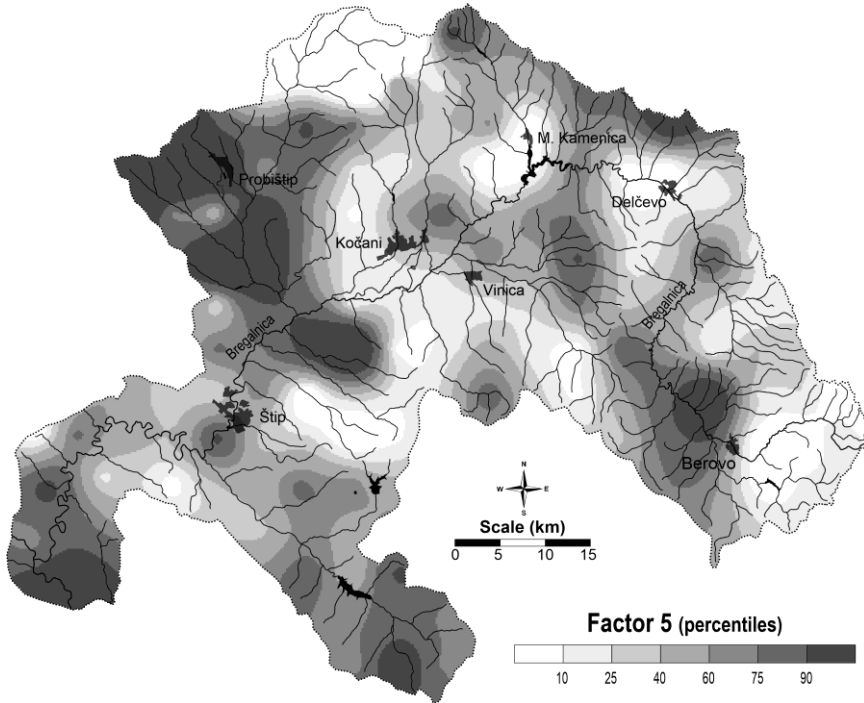 M. Kamenica
Probištip
Delčevo
Kočani
Vinica
Bregalnica
Bregalnica
Štip
Berovo
N
W E
S
Scale (km)
0 5 10 15
Factor 5 (percentiles)
10 25 40 60 75 90